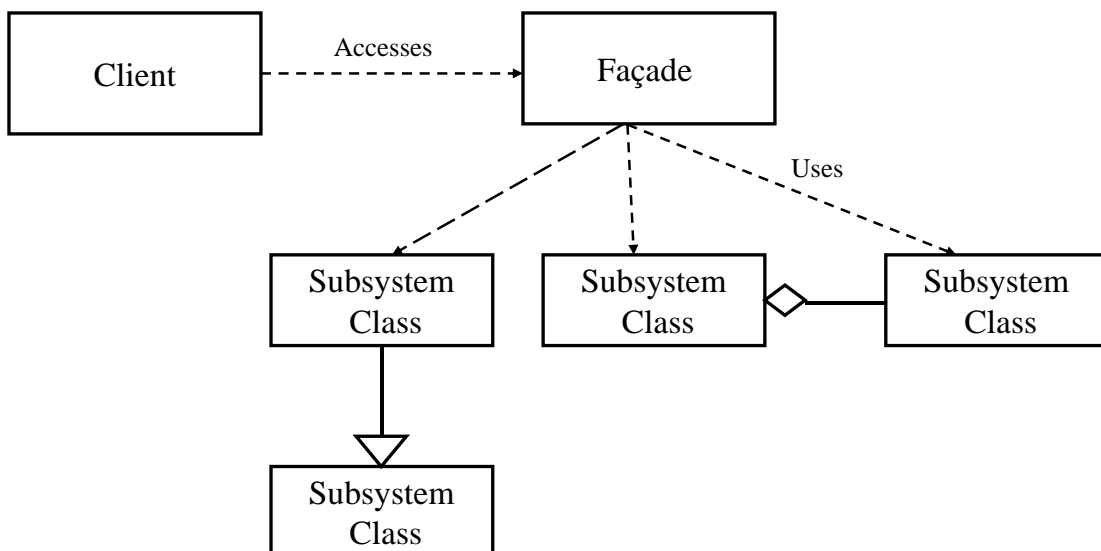 Accesses
Client
Façade
Uses
Subsystem
Class
Subsystem
Class
Subsystem
Class
Subsystem
Class